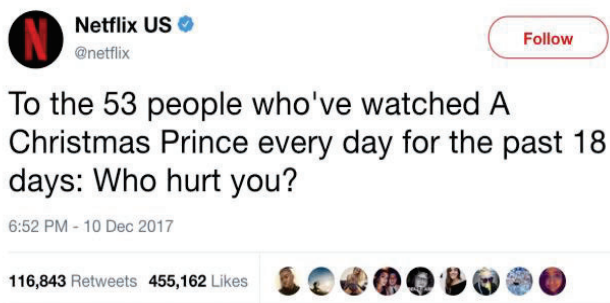 N
Netflix US
@netflix
Follow
To the 53 people who've watched A
Christmas Prince every day for the past 18
days: Who hurt you?
6:52 PM - 10 Dec 2017
116,843 Retweets 455,162 Likes